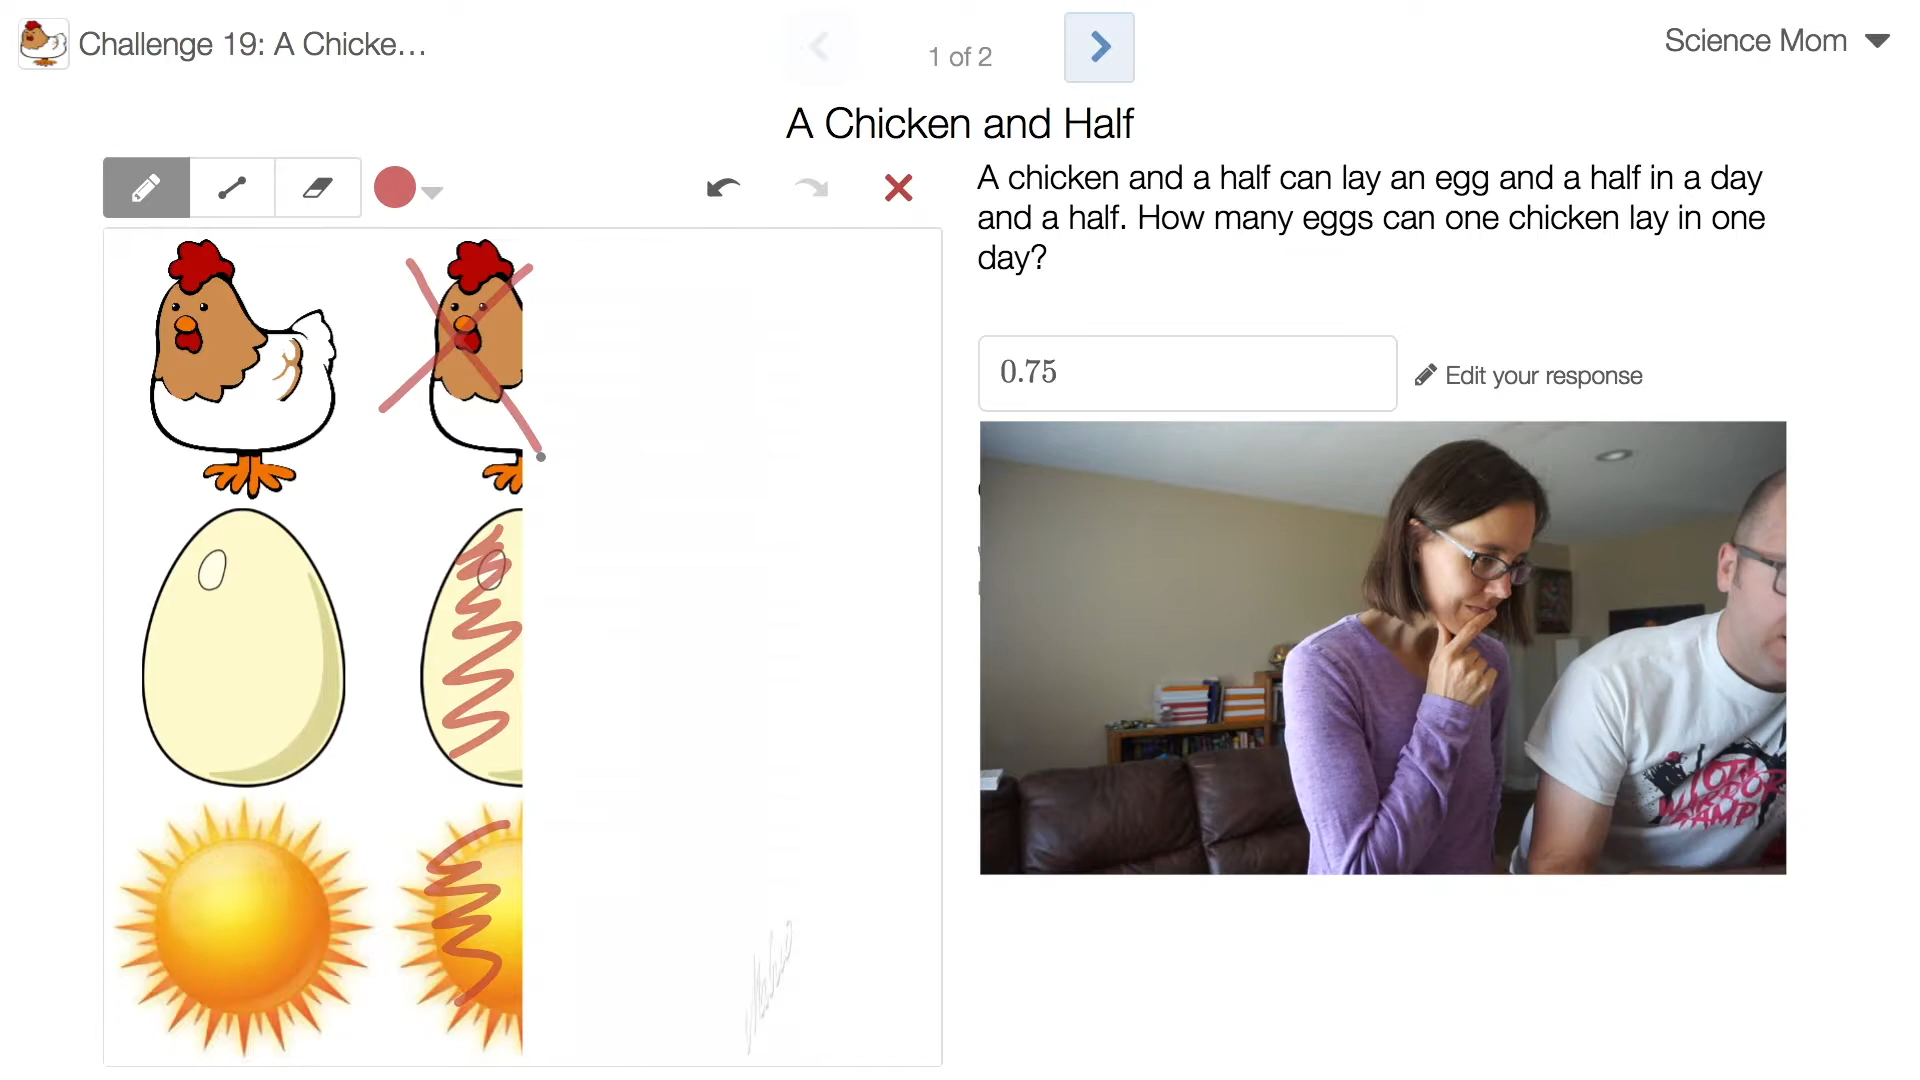 Challenge 19: A Chicke…
1 of 2
Science Mom
A Chicken and Half
A chicken and a half can lay an egg and a half in a day
and a half. How many eggs can one chicken lay in one
day?
0.75
Edit your response